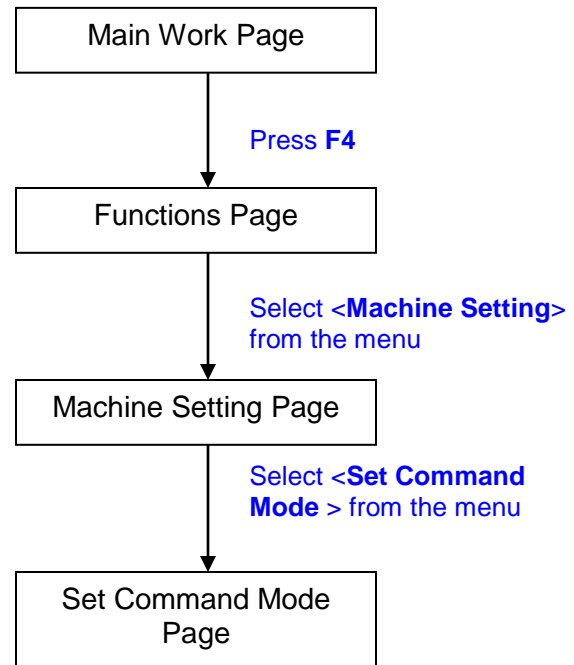 Main Work Page
Press F4
Functions Page
Select <Machine Setting>
from the menu
Machine Setting Page
Select <Set Command
Mode > from the menu
Set Command Mode
Page